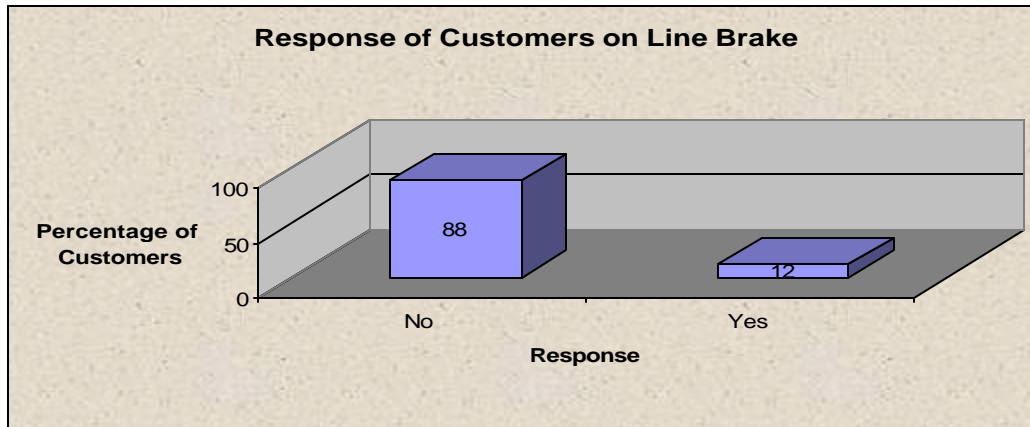 Response of Customers on Line Brake
100
50
0
Percentage of
Customers
88
12
No
Yes
Response